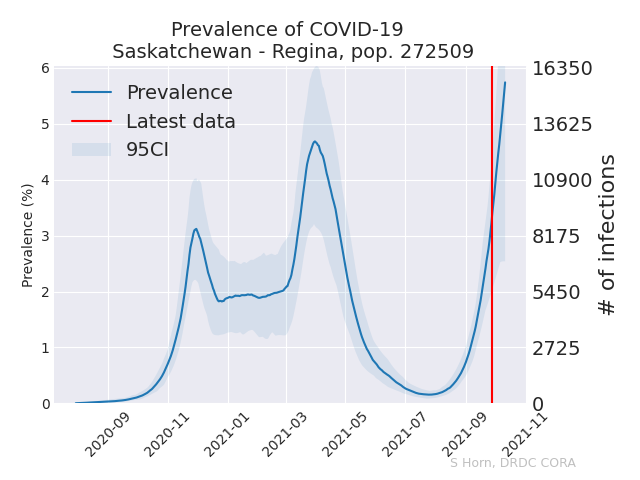 Prevalence of COVID-19
Saskatchewan - Regina, pop. 272509
Prevalence (%)
6
5
4
3
2
1
0
Prevalence
Latest data
95CI
16350
13625
10900
8175
5450
2725
0
# of infections
2020-09
2020-11
2021-01
2021-03
2021-05
2021-07
2021-09
2021-11
S Horn, DRDC CORA